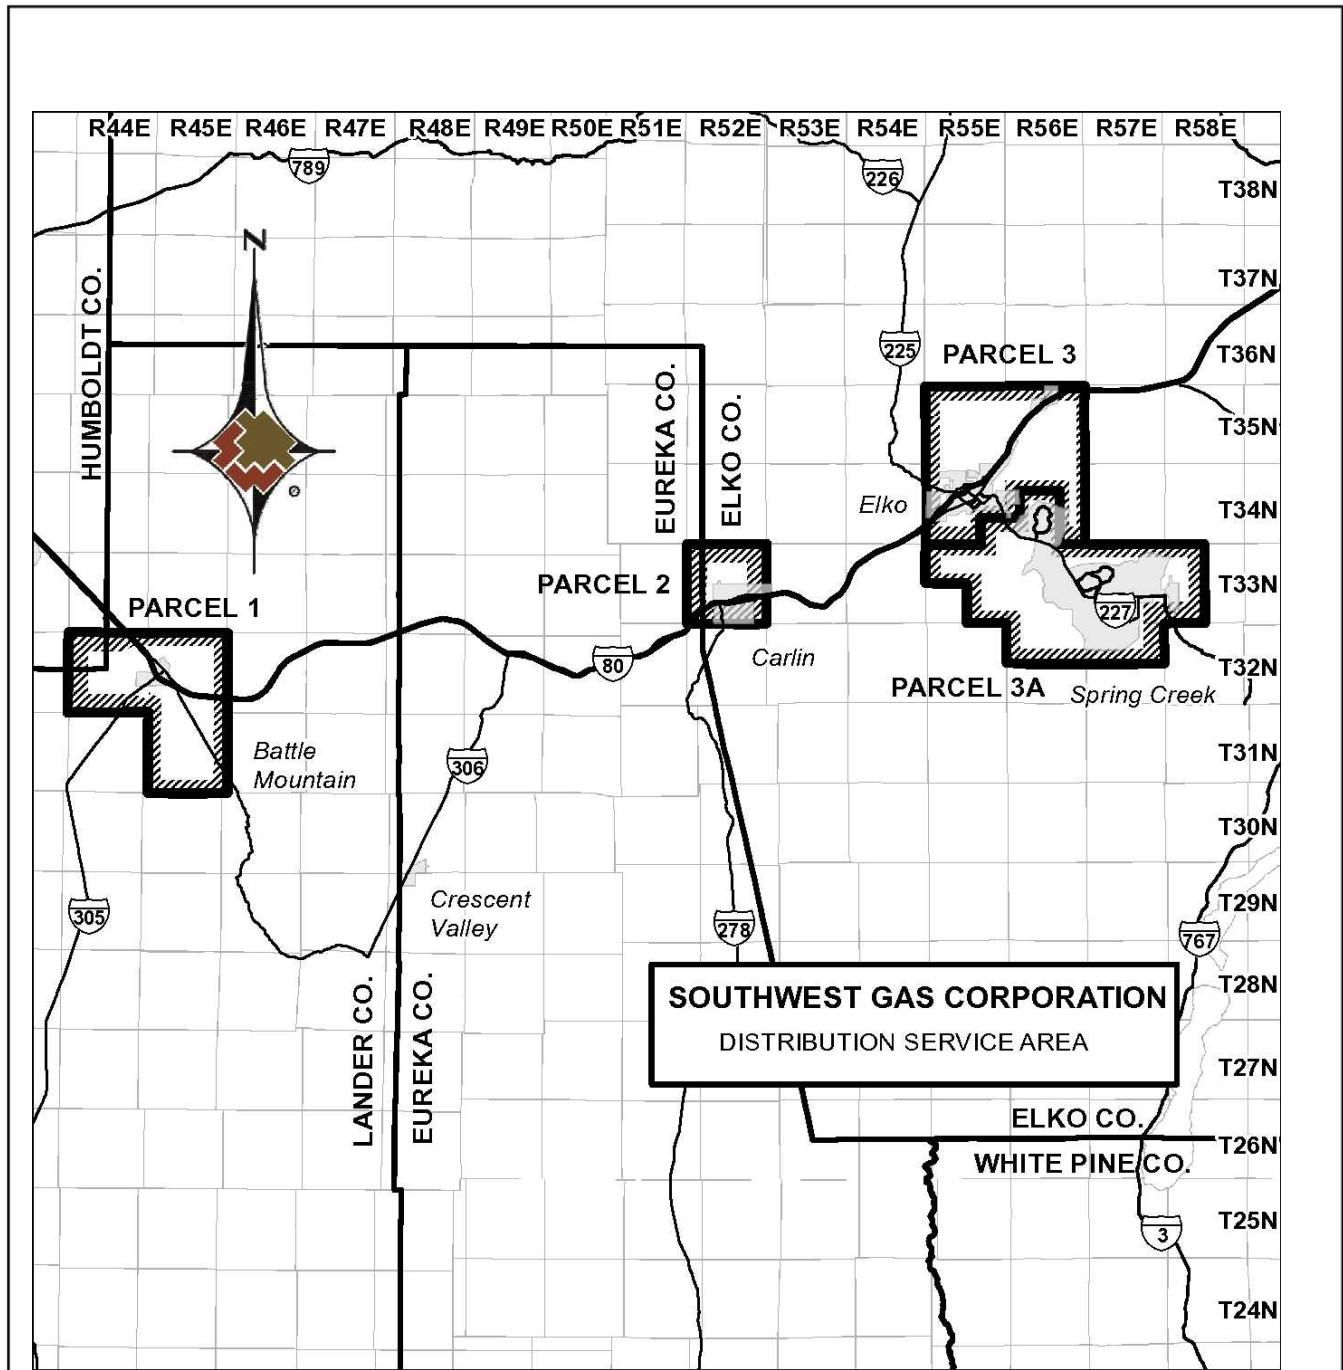 R44E R45E R46E R47E R48E R49E R50E R51E R52E R53E R54E R55E R56E R57E R58E
789
226
T38N
N
T37N
HUMBOLDT CO.
225
PARCEL 3
T36N
EUREKA CO.
ELKO CO.
T35N
Elko
T34N
PARCEL 2
T33N
227
PARCEL 1
80
Carlin
T32N
PARCEL 3A
Spring Creek
Battle
Mountain
306
T31N
T30N
305
Crescent
Valley
278
T29N
767
LANDER CO.
EUREKA CO.
SOUTHWEST GAS CORPORATION
DISTRIBUTION SERVICE AREA
T28N
T27N
ELKO CO.
T26N
WHITE PINE CO.
T25N
3
T24N